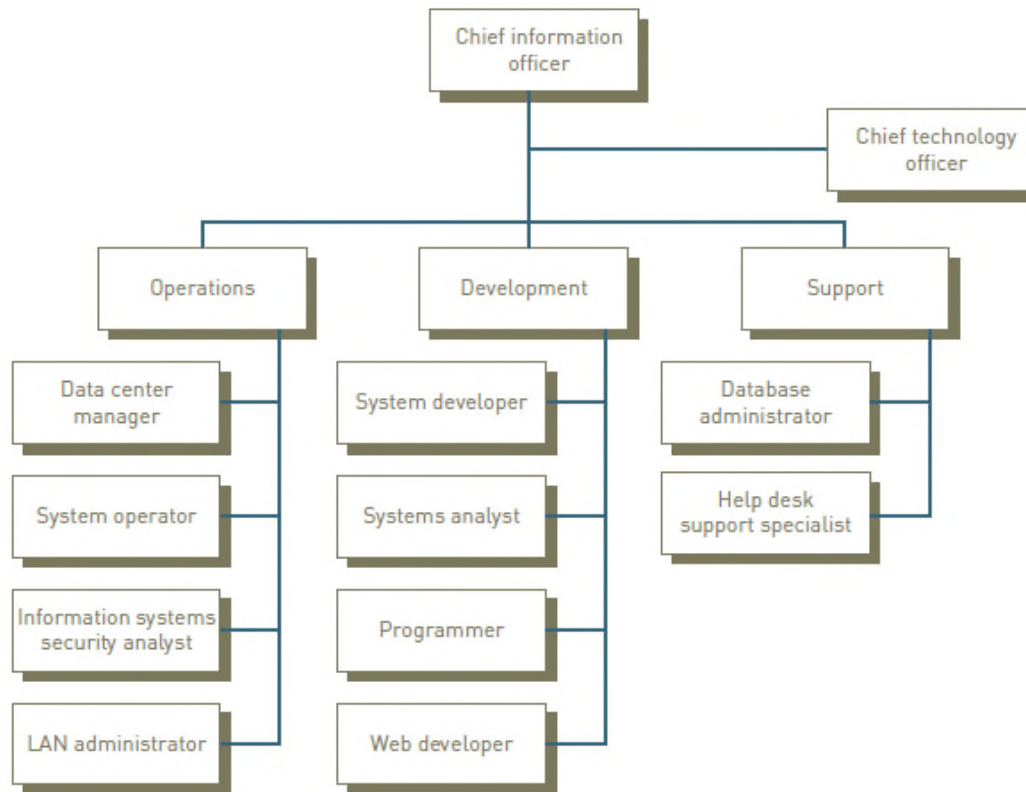 Chief information
officer
Chief technology
officer
Operations
Development
Support
Data center
manager
System developer
Database
administrator
System operator
Systems analyst
Help desk
support specialist
Information systems
security analyst
Programmer
LAN administrator
Web developer